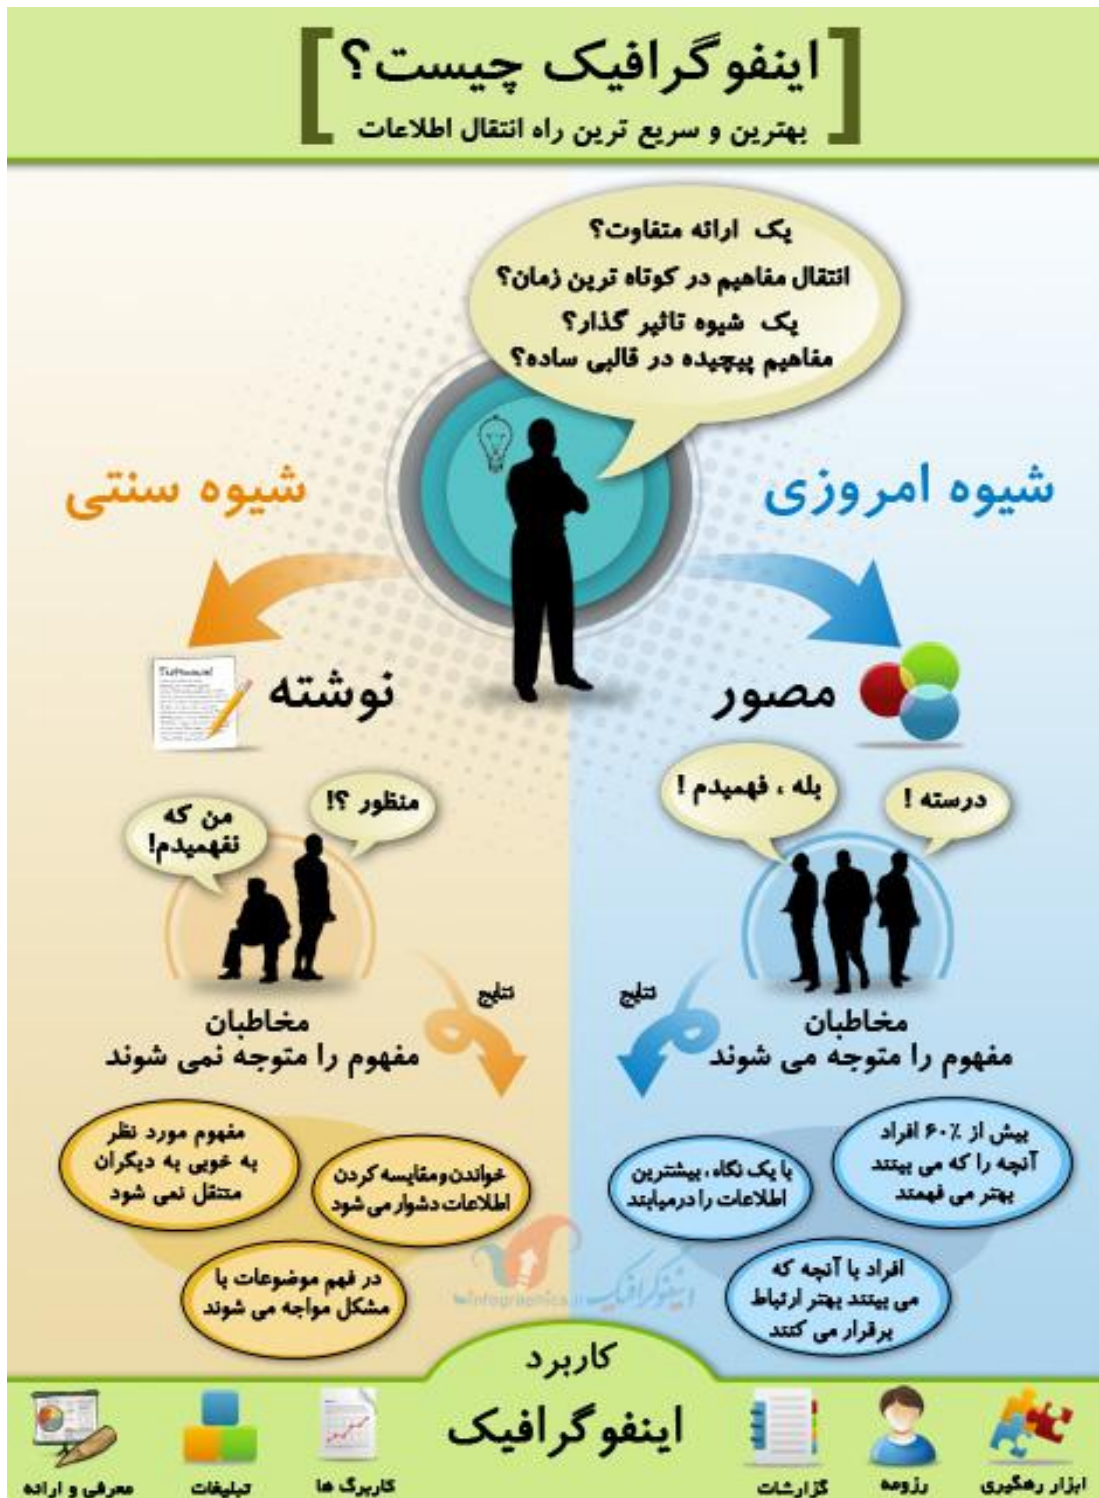 اینفوگرافیک چیست؟
بهترین و سریع ترین راه انتقال اطلاعات
یک ارائه متفاوت؟
انتقال مفاهیم در کوتاه ترین زمان؟
یک شیوه تاثیر گذار؟
مفاهیم پیچیده در قالبی ساده؟
شیوه امروزی
مصور
بله ، فهمیدم !
درسته !
نتایج
مخاطبان
مفهوم را متوجه می شوند
بیش از ۶۰٪ افراد
آنچه را که می بینند
بهتر می فهمند
با یک نگاه ، بیشترین
اطلاعات را درمیابند
افراد با آنچه که
می بینند بهتر ارتباط
برقرار می کنند
شیوه سنتی
نوشته
Testimonial
منظور ؟!
من که
نفهمیدم!
نتایج
مخاطبان
مفهوم را متوجه نمی شوند
مفهوم مورد نظر
به خوبی به دیگران
منتقل نمی شود
خواندن و مقایسه کردن
اطلاعات دشوار می شود
در فهم موضوعات با
مشکل مواجه می شوند
اینفوگرافیک
کاربرد
اینفوگرافیک
ابزار رهگیری
رزومه
گزارشات
کاربرگ ها
تبلیغات
معرفی و ارائه